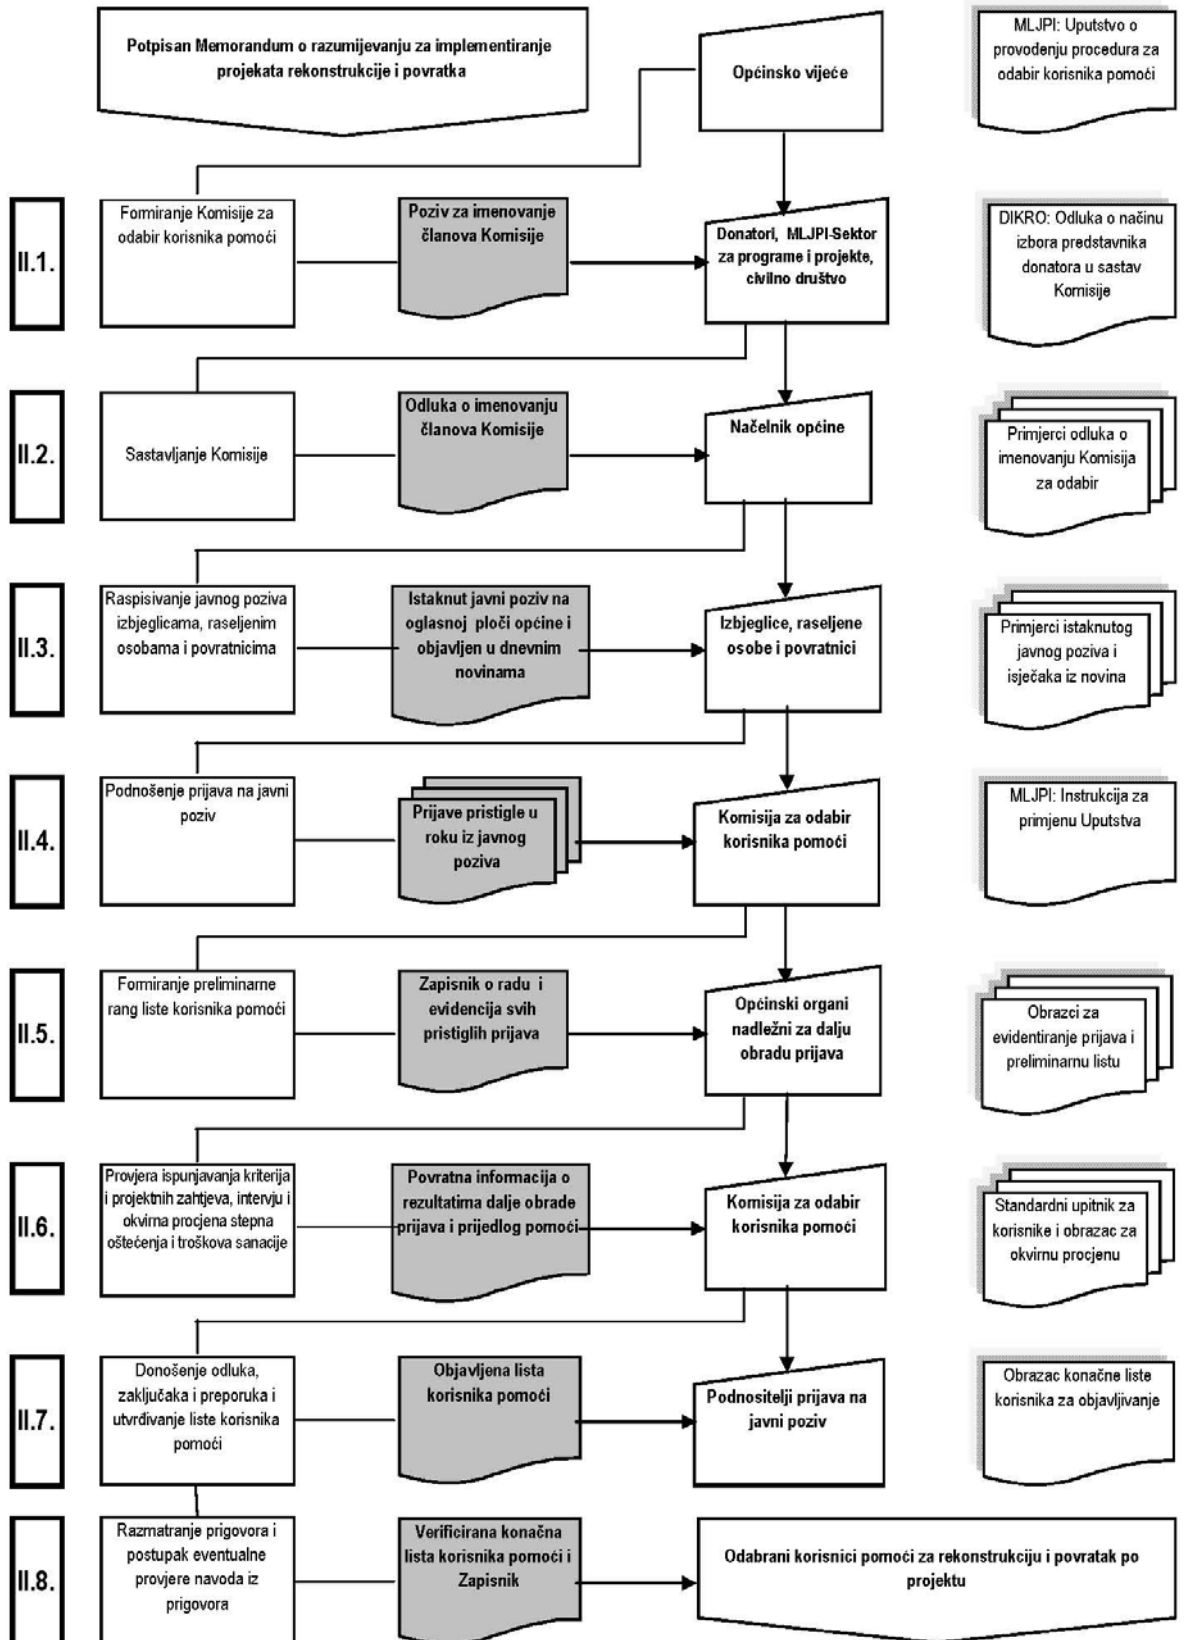 Potpisan Memorandum o razumijevanju za implementiranje
projekata rekonstrukcije i povratka
Općinsko vijeće
MLJPI: Uputstvo o
provođenju procedura za
odabir korisnika pomoći
II.1.
Formiranje Komisije za
odabir korisnika pomoći
Poziv za imenovanje
članova Komisije
Donatori, MLJPI-Sektor
za programe i projekte,
civilno društvo
DIKRO: Odluka o načinu
izbora predstavnika
donatora u sastav
Komisije
II.2.
Sastavljanje Komisije
Odluka o imenovanju
članova Komisije
Načelnik općine
Primjerci odluka o
imenovanju Komisija
za odabir
II.3.
Raspisivanje javnog poziva
izbjeglicama, raseljenim
osobama i povratnicima
Istaknut javni poziv na
oglasnoj ploči općine i
objavljen u dnevnim
novinama
Izbjeglice, raseljene
osobe i povratnici
Primjerci istaknutog
javnog poziva i
isječaka iz novina
II.4.
Podnošenje prijava na javni
poziv
Prijave pristigle u
roku iz javnog
poziva
Komisija za odabir
korisnika pomoći
MLJPI: Instrukcija za
primjenu Uputstva
II.5.
Formiranje preliminarne
rang liste korisnika pomoći
Zapisnik o radu i
evidencija svih
pristiglih prijava
Općinski organi
nadležni za dalju
obradu prijava
Obrazci za
evidentiranje prijava i
preliminarnu listu
II.6.
Provjera ispunjavanja kriterija
i projektnih zahtjeva, intervju i
okvirna procjena stepna
oštećenja i troškova sanacije
Povratna informacija o
rezultatima dalje obrade
prijava i prijedlog pomoći
Komisija za odabir
korisnika pomoći
Standardni upitnik za
korisnike i obrazac za
okvirnu procjenu
II.7.
Donošenje odluka,
zaključaka i preporuka i
utvrđivanje liste korisnika
pomoći
Objavljena lista
korisnika pomoći
Podnositelji prijava na
javni poziv
Obrazac konačne liste
korisnika za objavljivanje
II.8.
Razmatranje prigovora i
postupak eventualne
provjere navoda iz
prigovora
Verificirana konačna
lista korisnika pomoći i
Zapisnik
Odabrani korisnici pomoći za rekonstrukciju i povratak po
projektu